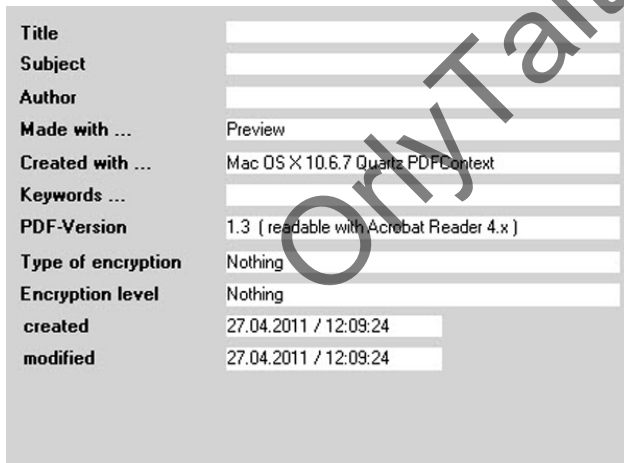 Title
Subject
Author
Made with ... Preview
Created with ... Mac OS X 10.6.7 Quartz PDFContext
Keywords ...
PDF-Version 1.3 ( readable with Acrobat Reader 4.x )
Type of encryption Nothing
Encryption level Nothing
created 27.04.2011 / 12:09:24
modified 27.04.2011 / 12:09:24
OrlyTait